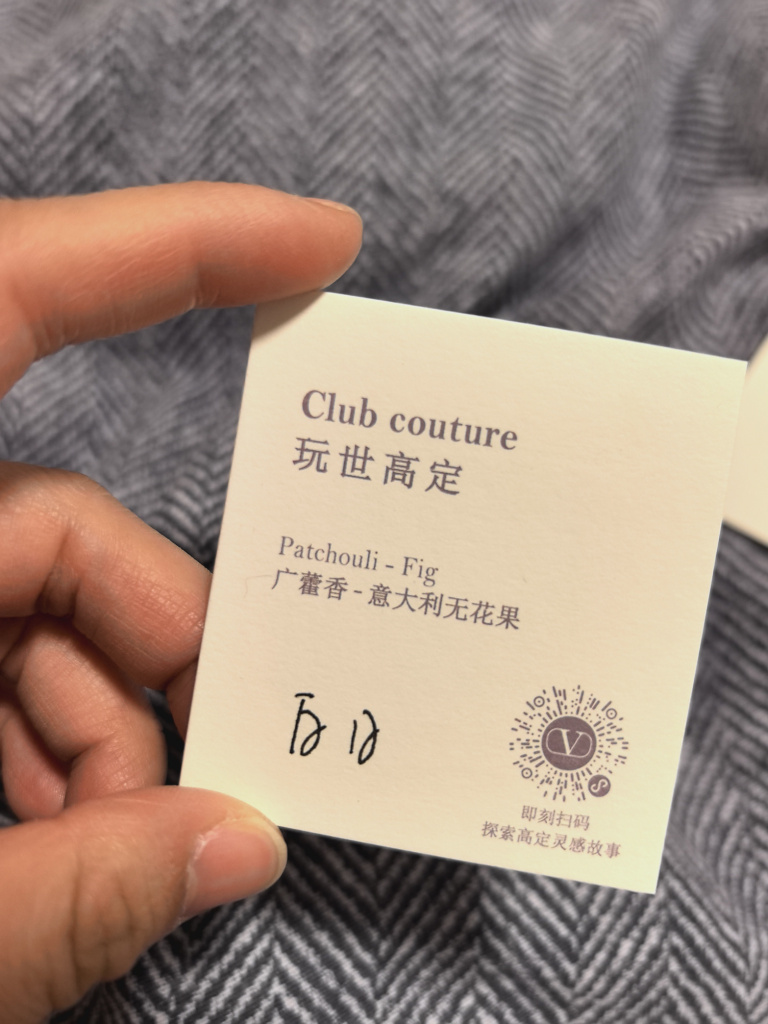 Club couture
玩世高定
Patchouli - Fig
广藿香 - 意大利无花果
V
即刻扫码
探索高定灵感故事